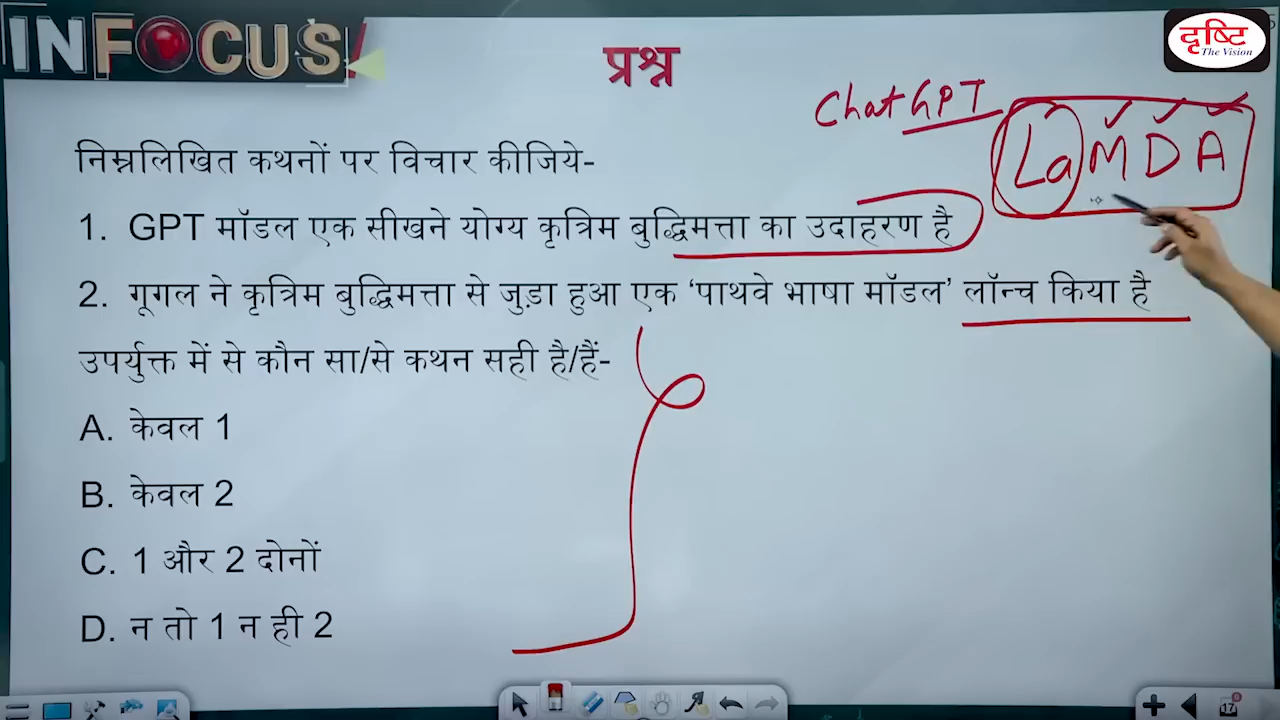 INFOCUS
प्रश्न
दृष्टि
The Vision
ChatGPT
LaMDA
निम्नलिखित कथनों पर विचार कीजिये-
1. GPT मॉडल एक सीखने योग्य कृत्रिम बुद्धिमत्ता का उदाहरण है
2. गूगल ने कृत्रिम बुद्धिमत्ता से जुड़ा हुआ एक ‘पाथवे भाषा मॉडल’ लॉन्च किया है
उपर्युक्त में से कौन सा/से कथन सही है/हैं-
A. केवल 1
B. केवल 2
C. 1 और 2 दोनों
D. न तो 1 न ही 2
17